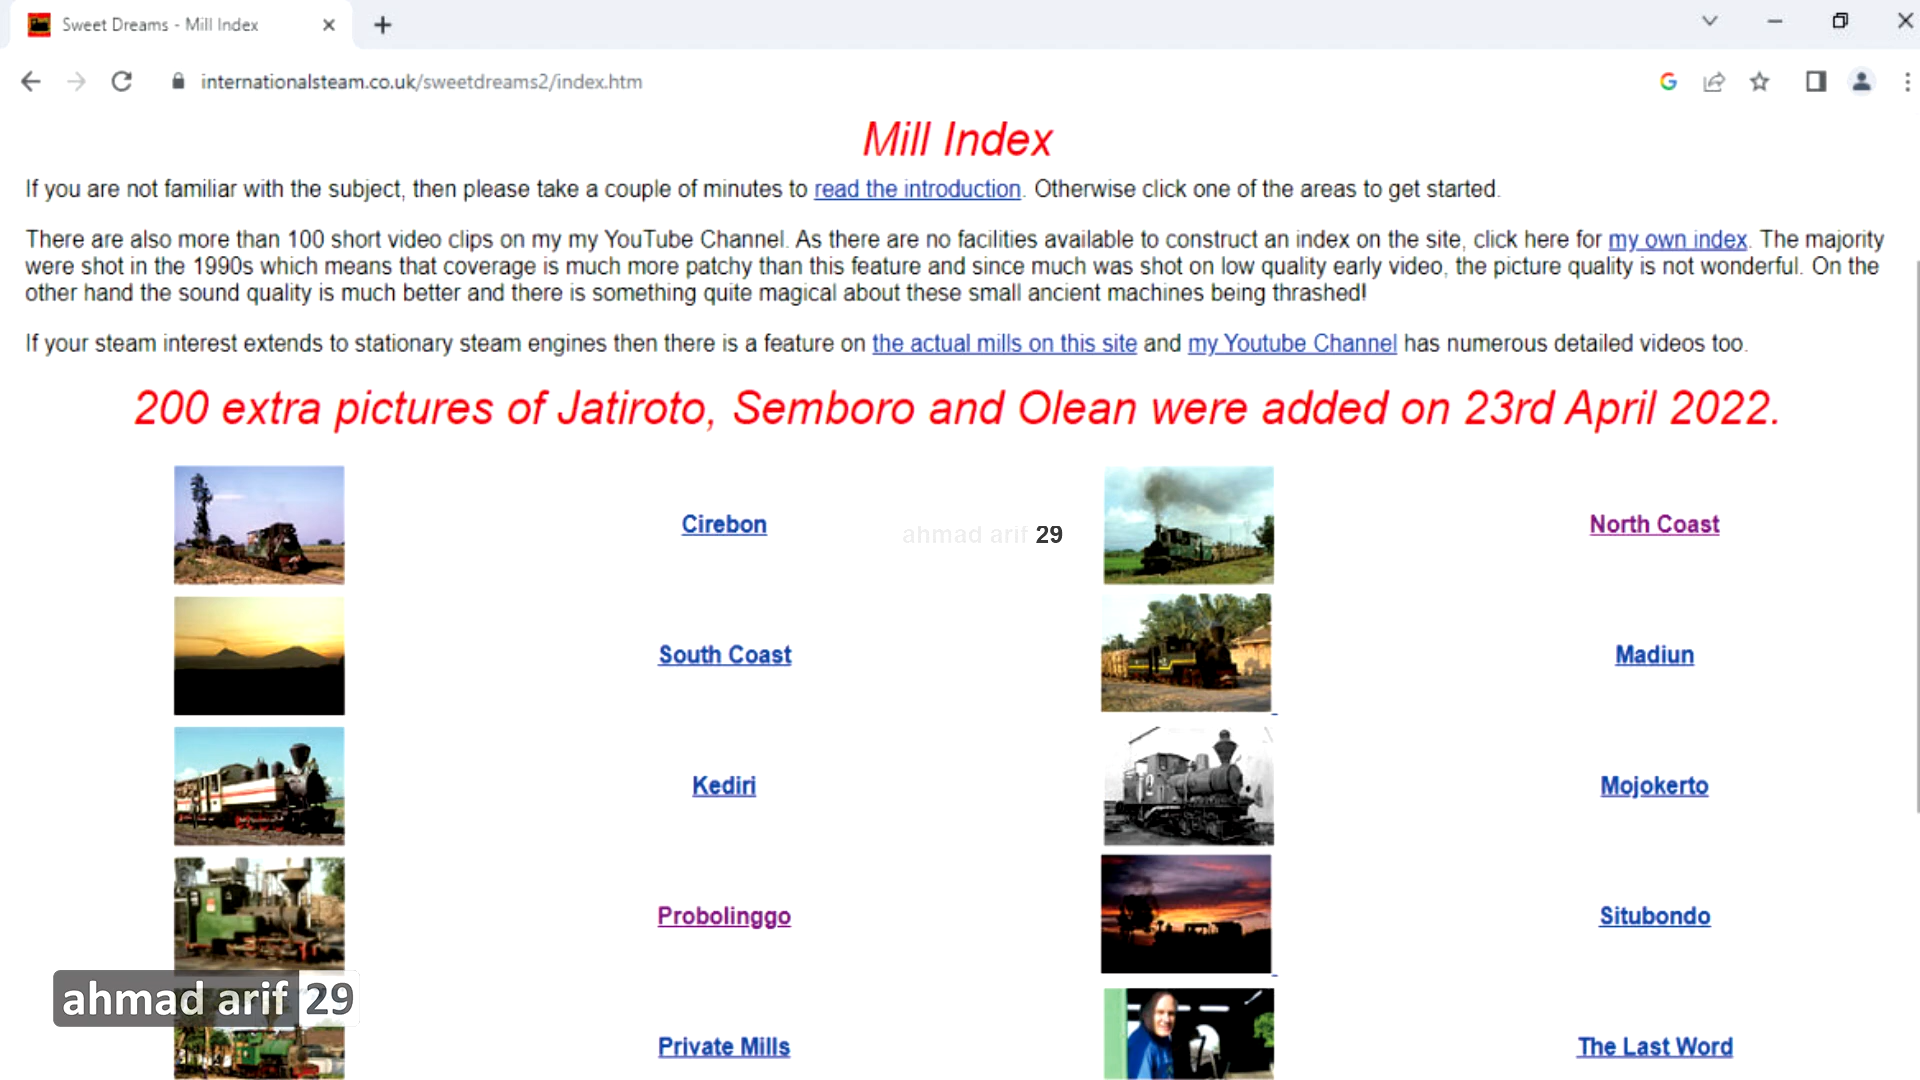 Sweet Dreams - Mill Index
internationalsteam.co.uk/sweetdreams2/index.htm
Mill Index
If you are not familiar with the subject, then please take a couple of minutes to read the introduction. Otherwise click one of the areas to get started.
There are also more than 100 short video clips on my my YouTube Channel. As there are no facilities available to construct an index on the site, click here for my own index. The majority
were shot in the 1990s which means that coverage is much more patchy than this feature and since much was shot on low quality early video, the picture quality is not wonderful. On the
other hand the sound quality is much better and there is something quite magical about these small ancient machines being thrashed!
If your steam interest extends to stationary steam engines then there is a feature on the actual mills on this site and my Youtube Channel has numerous detailed videos too.
200 extra pictures of Jatiroto, Semboro and Olean were added on 23rd April 2022.
Cirebon
ahmad arif 29
North Coast
South Coast
Madiun
Kediri
Mojokerto
Probolinggo
Situbondo
ahmad arif 29
Private Mills
The Last Word